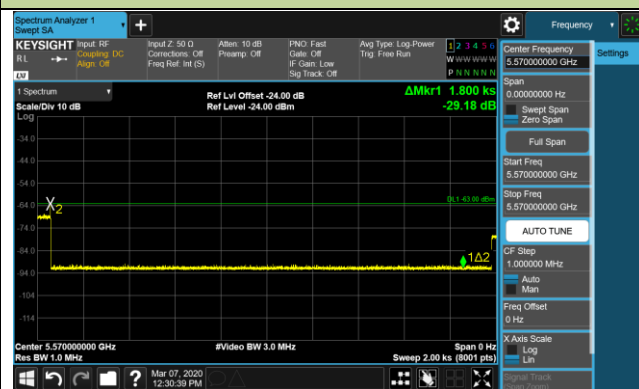 Spectrum Analyzer 1
Swept SA
+
Frequency
KEYSIGHT
RL
LXI
Input: RF
Coupling: DC
Align: Off
Input Z: 50 Ω
Corrections: Off
Freq Ref: Int (S)
Atten: 10 dB
Preamp: Off
PNO: Fast
Gate: Off
IF Gain: Low
Sig Track: Off
Avg Type: Log-Power
Trig: Free Run
1 2 3 4 5 6
W W W W W W
P N N N N N
Center Frequency
5.570000000 GHz
Settings
1 Spectrum
Scale/Div 10 dB
Log
Ref Lvl Offset -24.00 dB
Ref Level -24.00 dBm
ΔMkr1 1.800 ks
-29.18 dB
Span
0.00000000 Hz
Swept Span
Zero Span
Full Span
Start Freq
5.570000000 GHz
Stop Freq
5.570000000 GHz
AUTO TUNE
CF Step
1.000000 MHz
Auto
Man
Freq Offset
0 Hz
X Axis Scale
Log
Lin
Signal Track
(Span Zoom)
-34.0
-44.0
-54.0
-64.0
-74.0
-84.0
-94.0
-104
-114
X2
DL1 -63.00 dBm
1Δ2
Center 5.570000000 GHz
Res BW 1.0 MHz
#Video BW 3.0 MHz
Span 0 Hz
Sweep 2.00 ks (8001 pts)
?
Mar 07, 2020
12:30:39 PM